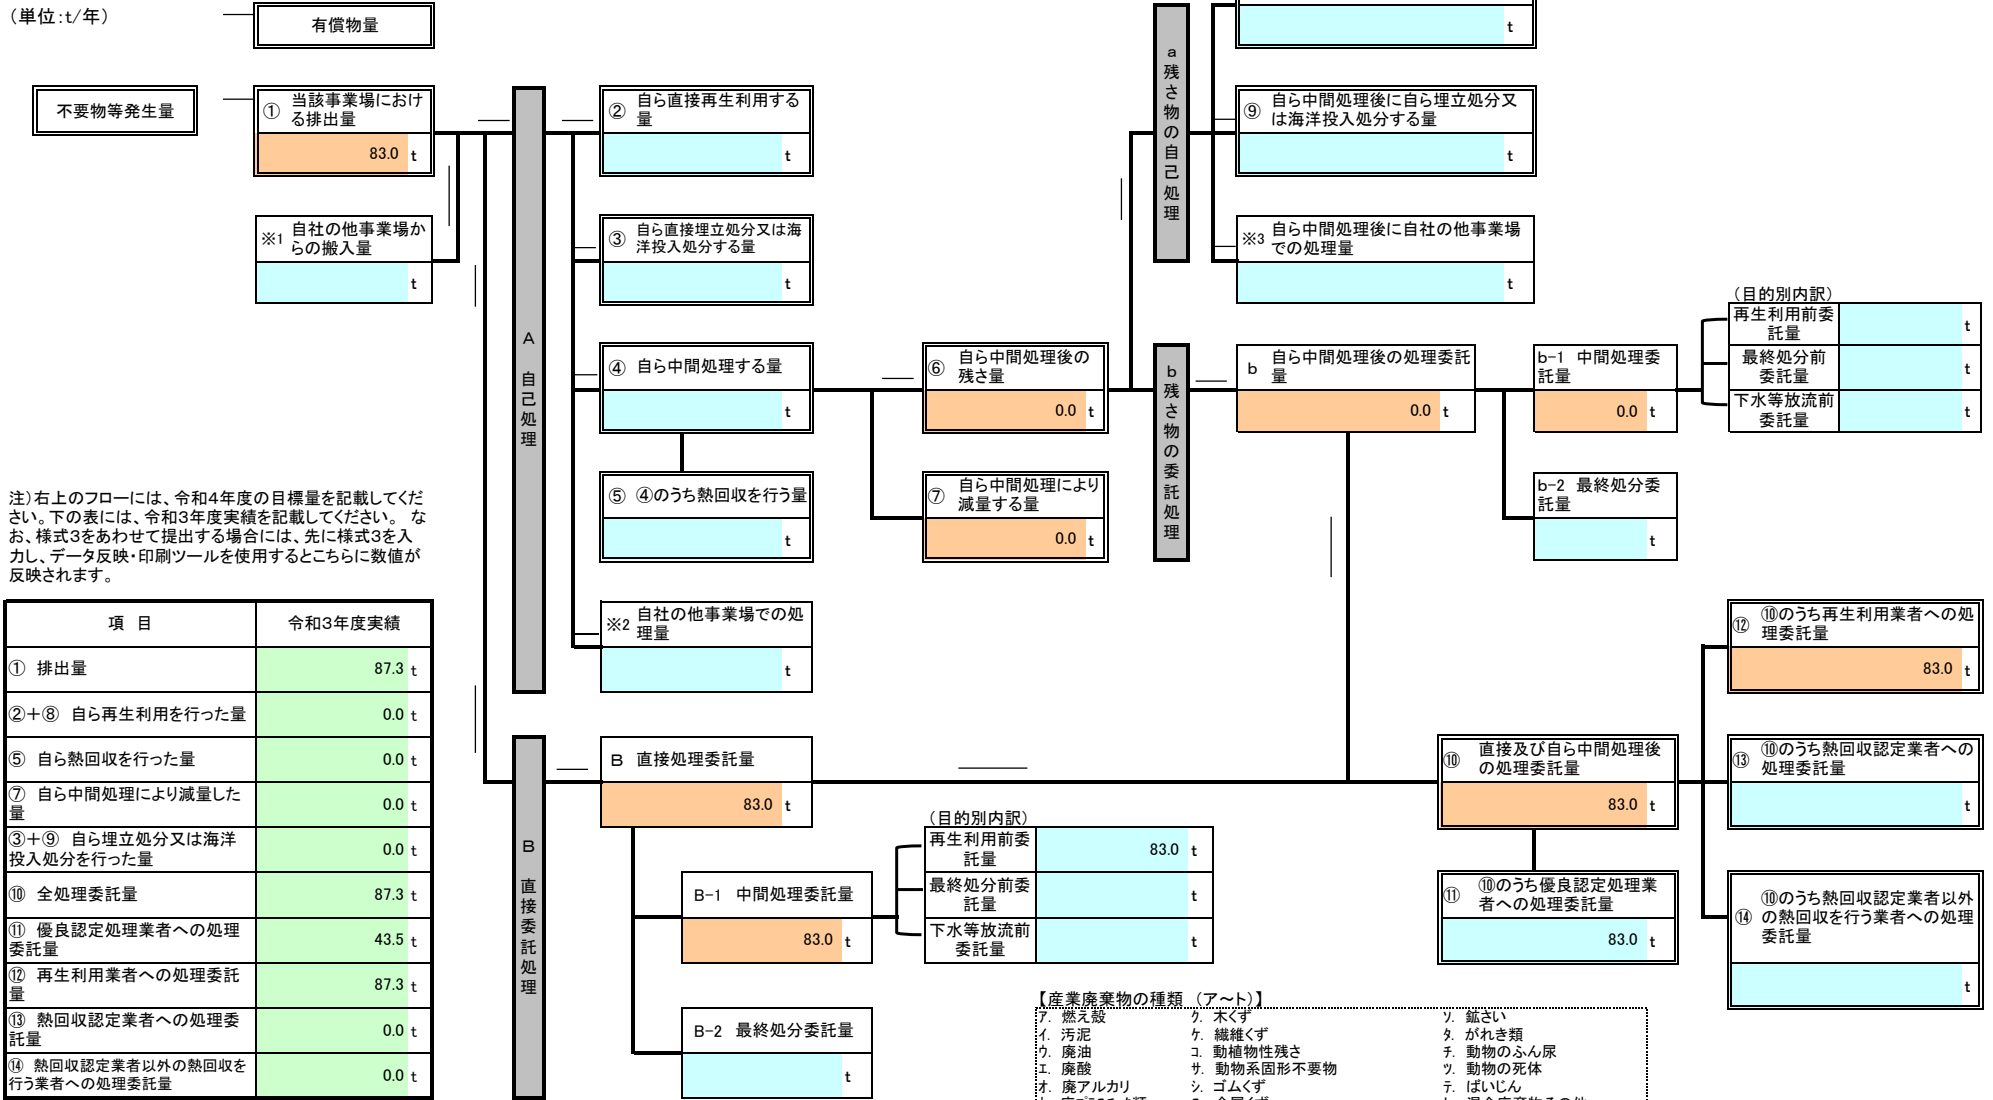 （単位:t/年）
有償物量
不要物等発生量
① 当該事業場におけ
る排出量
83.0 t
※1 自社の他事業場か
らの搬入量
t
A 自己処理
② 自ら直接再生利用する
量
t
③ 自ら直接埋立処分又は海
洋投入処分する量
t
④ 自ら中間処理する量
t
⑤ ④のうち熱回収を行う量
t
※2 自社の他事業場での処
理量
t
⑥ 自ら中間処理後の
残さ量
0.0 t
⑦ 自ら中間処理により
減量する量
0.0 t
a 残さ物の自己処理
t
⑨ 自ら中間処理後に自ら埋立処分又
は海洋投入処分する量
t
※3 自ら中間処理後に自社の他事業場
での処理量
t
b 残さ物の委託処理
b 自ら中間処理後の処理委託
量
0.0 t
b-1 中間処理委
託量
0.0 t
b-2 最終処分委
託量
t
（目的別内訳）
再生利用前委
託量
t
最終処分前
委託量
t
下水等放流前
委託量
t
注）右上のフローには、令和4年度の目標量を記載してくだ
さい。下の表には、令和3年度実績を記載してください。 な
お、様式3をあわせて提出する場合には、先に様式3を入
力し、データ反映・印刷ツールを使用するとこちらに数値が
反映されます。
項 目 令和3年度実績
① 排出量 87.3 t
②＋⑧ 自ら再生利用を行った量 0.0 t
⑤ 自ら熱回収を行った量 0.0 t
⑦ 自ら中間処理により減量した
量 0.0 t
③＋⑨ 自ら埋立処分又は海洋
投入処分を行った量 0.0 t
⑩ 全処理委託量 87.3 t
⑪ 優良認定処理業者への処理
委託量 43.5 t
⑫ 再生利用業者への処理委託
量 87.3 t
⑬ 熱回収認定業者への処理委
託量 0.0 t
⑭ 熱回収認定業者以外の熱回収を
行う業者への処理委託量 0.0 t
B 直接委託処理
B 直接処理委託量
83.0 t
B-1 中間処理委託量
83.0 t
B-2 最終処分委託量
t
（目的別内訳）
再生利用前委
託量
83.0 t
最終処分前委
託量
t
下水等放流前
委託量
t
⑩ 直接及び自ら中間処理後
の処理委託量
83.0 t
⑪ ⑩のうち優良認定処理業
者への処理委託量
83.0 t
⑫ ⑩のうち再生利用業者への処
理委託量
83.0 t
⑬ ⑩のうち熱回収認定業者への
処理委託量
t
⑭ ⑩のうち熱回収認定業者以外
の熱回収を行う業者への処理
委託量
t
【産業廃棄物の種類 （ア～ト）】
ア. 燃え殻 ク. 木くず ソ. 鉱さい
イ. 汚泥 ケ. 繊維くず タ. がれき類
ウ. 廃油 コ. 動植物性残さ チ. 動物のふん尿
エ. 廃酸 サ. 動物系固形不要物 ツ. 動物の死体
オ. 廃アルカリ シ. ゴムくず テ. ばいじん